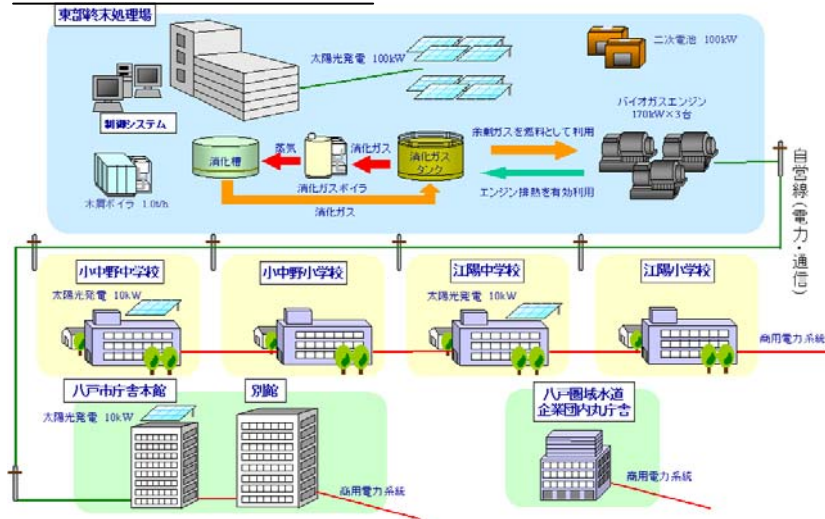 東部終末処理場
太陽光発電 100kW
二次電池 100kW
バイオガスエンジン
170kW×3台
制御システム
余剰ガスを燃料として利用
蒸気
消化ガス
消化槽
消化ガス
タンク
消化ガスボイラ
エンジン排熱を有効利用
木屑ボイラ 1.0t/h
消化ガス
自営線(電力・通信)
小中野中学校
太陽光発電 10kW
小中野小学校
江陽中学校
太陽光発電 10kW
江陽小学校
商用電力系統
八戸市庁舎本館
太陽光発電 10kW
別館
商用電力系統
八戸圏域水道
企業団内丸庁舎
商用電力系統